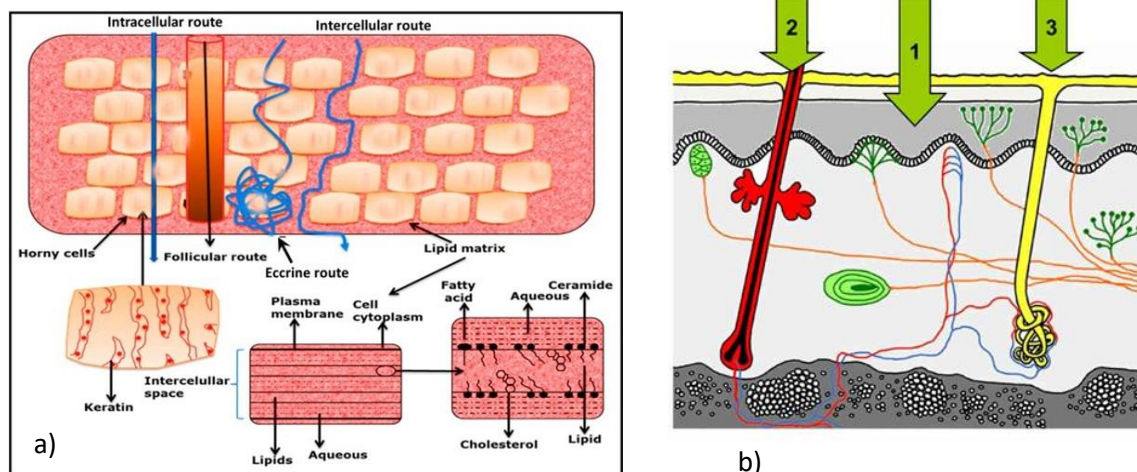 Intracellular route
Intercellular route
Horny cells
Follicular route
Eccrine route
Lipid matrix
Plasma
membrane
Cell
cytoplasm
Fatty
acid
Aqueous
Ceramide
Intercelullar
space
Keratin
Lipids
Aqueous
Cholesterol
Lipid
a)
2
1
3
b)